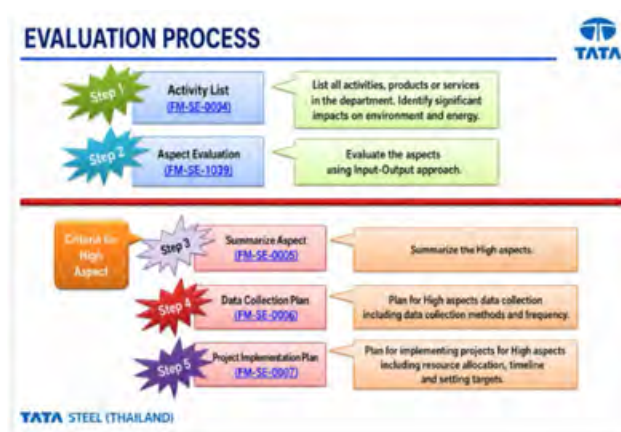 EVALUATION PROCESS
TATA
Step 1
Activity List
(FM-SE-0004)
List all activities, products or services
in the department. Identify significant
impacts on environment and energy.
Step 2
Aspect Evaluation
(FM-SE-1039)
Evaluate the aspects
using Input-Output approach.
Criteria for
High
Aspect
Step 3
Summarize Aspect
(FM-SE-0005)
Summarize the High aspects.
Step 4
Data Collection Plan
(FM-SE-0006)
Plan for High aspects data collection
including data collection methods and frequency.
Step 5
Project Implementation Plan
(FM-SE-0007)
Plan for implementing projects for High aspects
including resource allocation, timeline
and setting targets.
TATA STEEL (THAILAND)